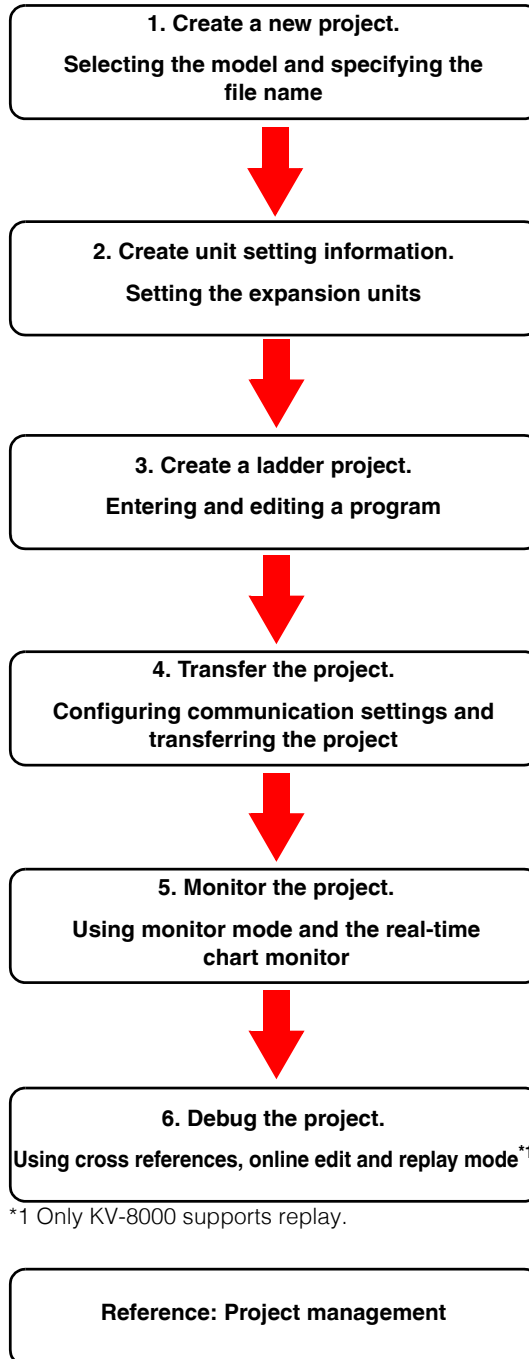 1. Create a new project.
Selecting the model and specifying the
file name
2. Create unit setting information.
Setting the expansion units
3. Create a ladder project.
Entering and editing a program
4. Transfer the project.
Configuring communication settings and
transferring the project
5. Monitor the project.
Using monitor mode and the real-time
chart monitor
6. Debug the project.
Using cross references, online edit and replay mode*1
*1 Only KV-8000 supports replay.
Reference: Project management